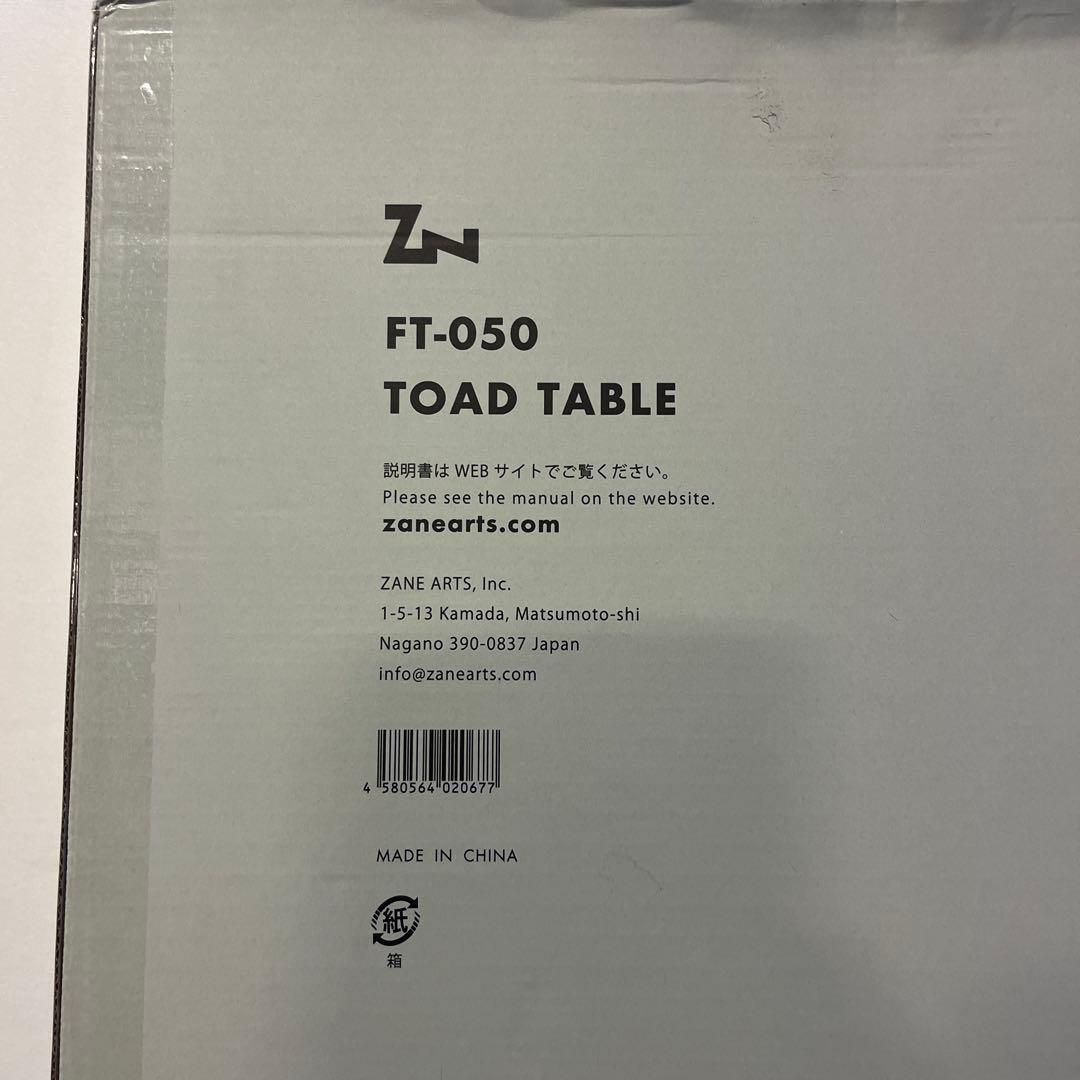 ZN
FT-050
TOAD TABLE
説明書は WEB サイトでご覧ください。
Please see the manual on the website.
zanearts.com
ZANE ARTS, Inc.
1-5-13 Kamada, Matsumoto-shi
Nagano 390-0837 Japan
info@zanearts.com
4 580564 020677
MADE IN CHINA
紙
箱